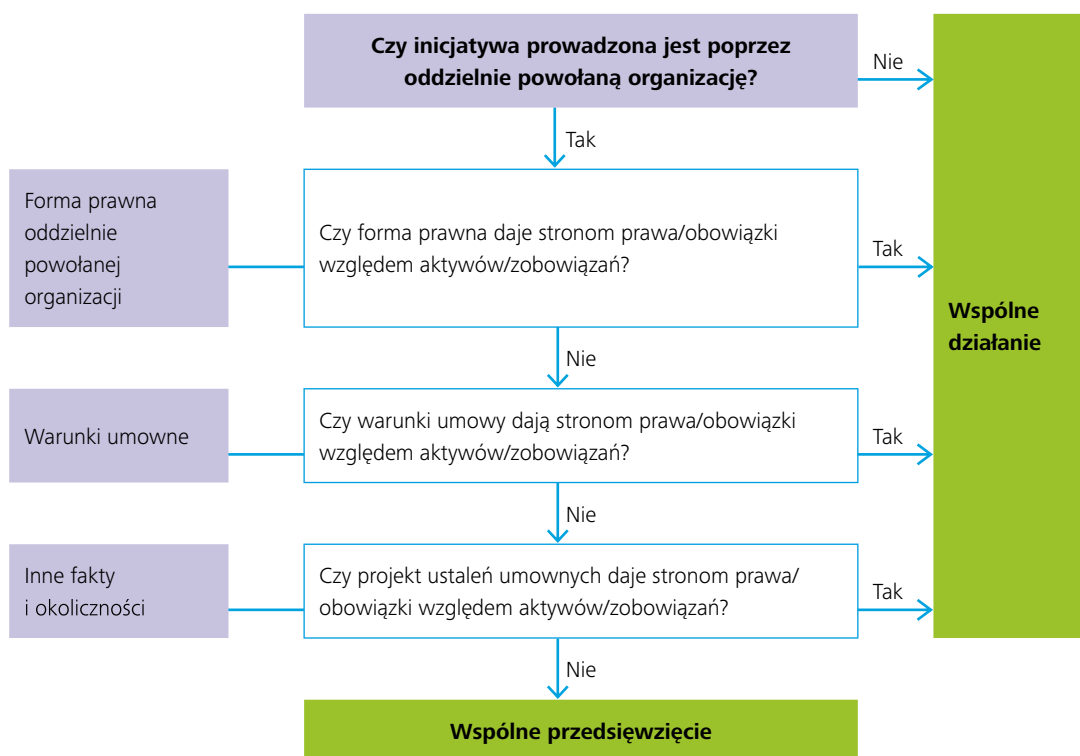 Czy inicjatywa prowadzona jest poprzez
oddzielnie powołaną organizację?
Nie
Tak
Forma prawna
oddzielnie
powołanej
organizacji
Czy forma prawna daje stronom prawa/obowiązki
względem aktywów/zobowiązań?
Tak
Wspólne
działanie
Nie
Warunki umowne
Czy warunki umowy dają stronom prawa/obowiązki
względem aktywów/zobowiązań?
Tak
Nie
Inne fakty
i okoliczności
Czy projekt ustaleń umownych daje stronom prawa/
obowiązki względem aktywów/zobowiązań?
Tak
Nie
Wspólne przedsięwzięcie